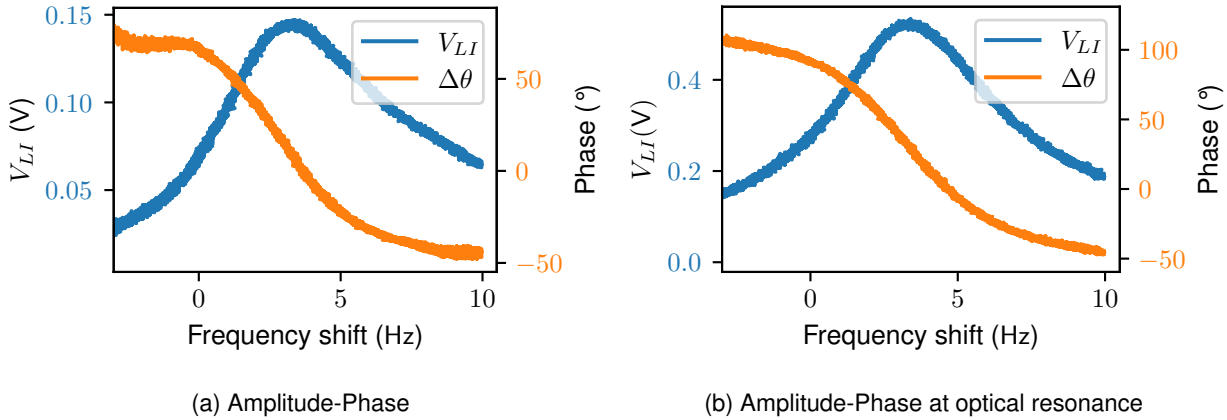 0.15
0.10
0.05
V_LI (V)
V_LI
Δθ
50
0
−50
Phase (°)
0 5 10
Frequency shift (Hz)
(a) Amplitude-Phase
0.4
0.2
0.0
V_LI(V)
V_LI
Δθ
100
50
0
−50
Phase (°)
0 5 10
Frequency shift (Hz)
(b) Amplitude-Phase at optical resonance